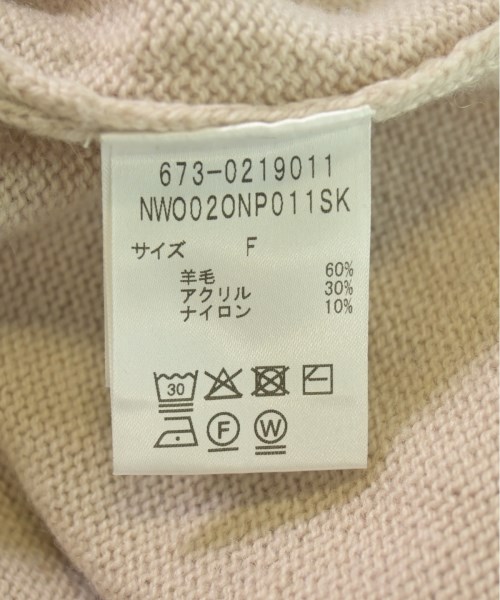 673-0219011
NWO020NP011SK
サイズ F
羊毛 60%
アクリル 30%
ナイロン 10%
30
F W